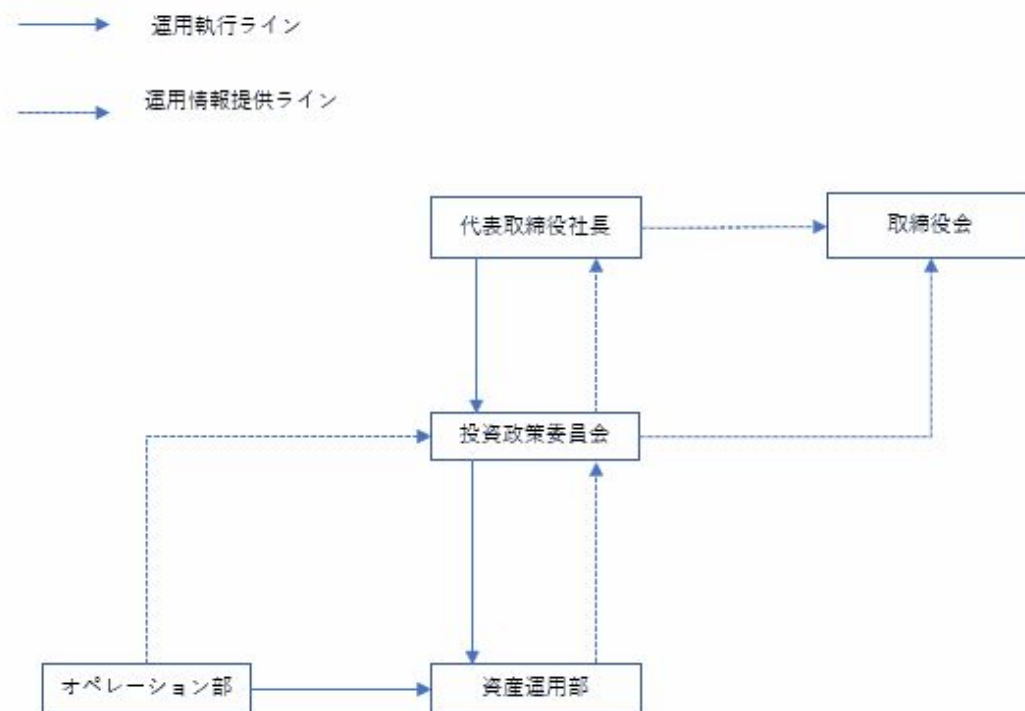 運用執行ライン
運用情報提供ライン
代表取締役社長
取締役会
投資政策委員会
オペレーション部
資産運用部